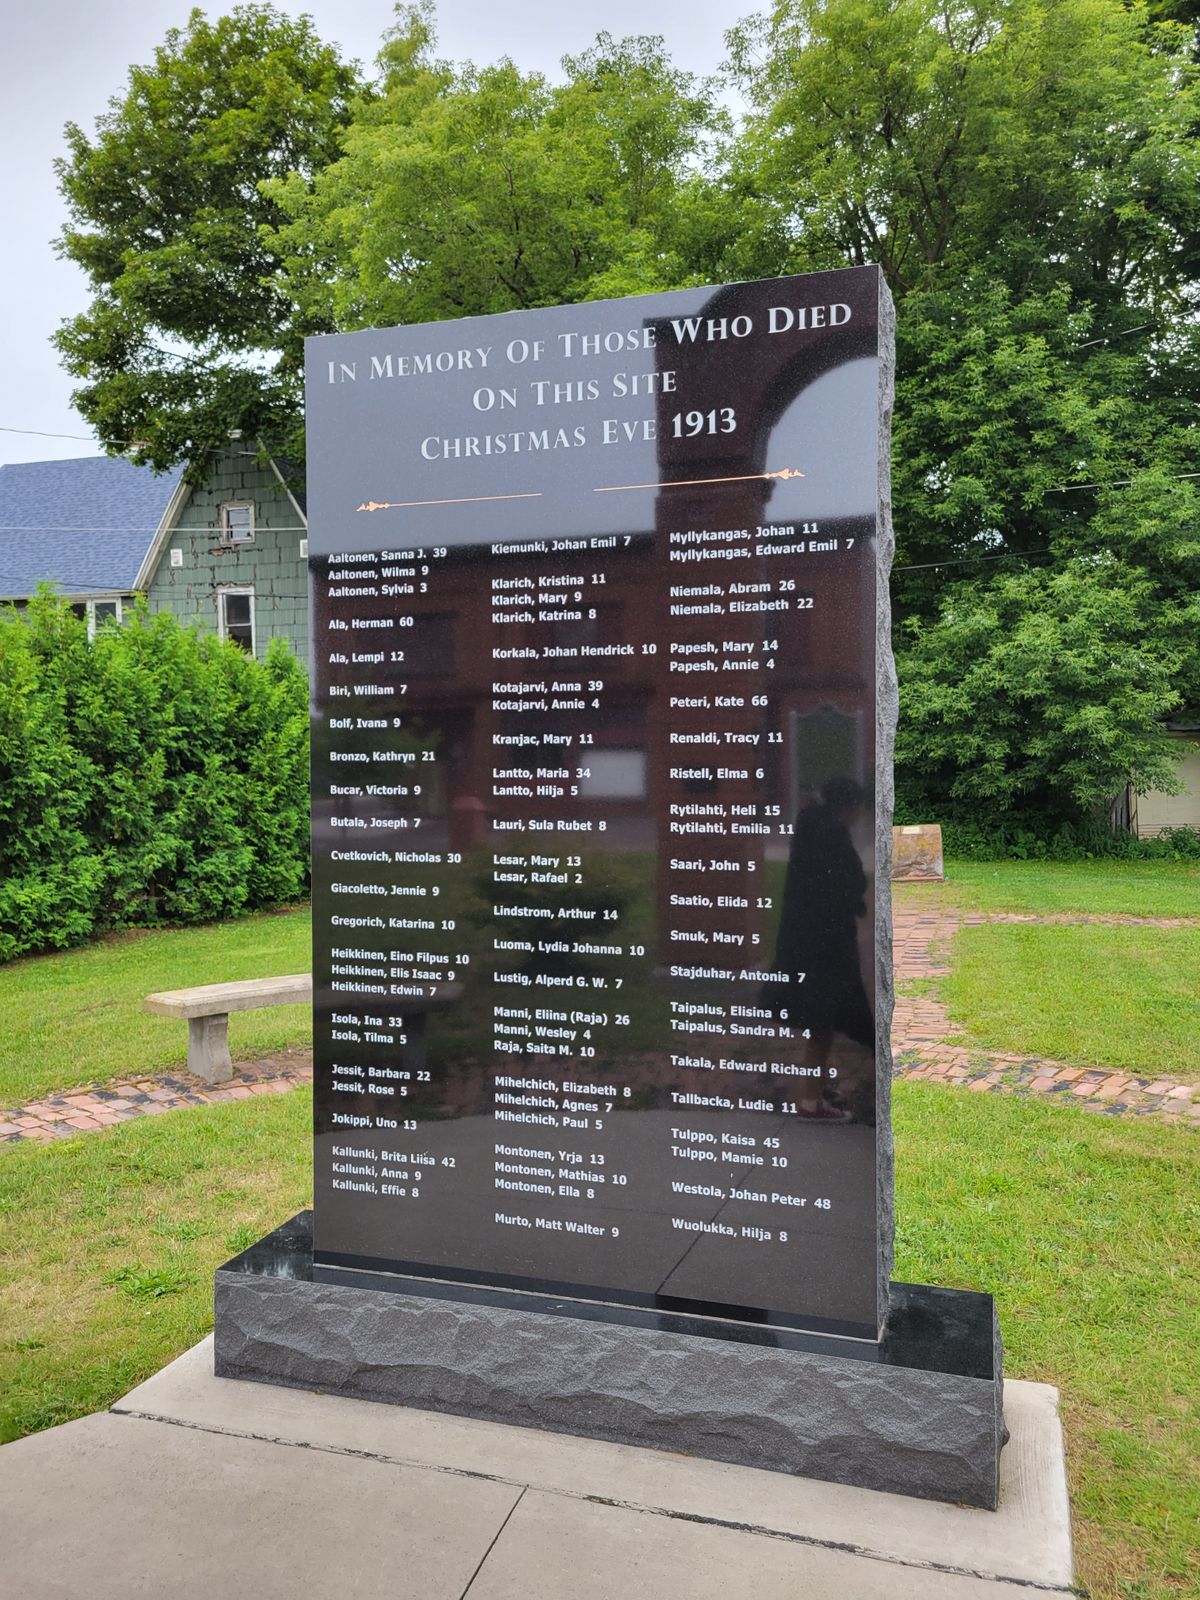 In Memory Of Those Who Died
On This Site
Christmas Eve 1913
Aaltonen, Sanna J. 39
Aaltonen, Wilma 9
Aaltonen, Sylvia 3
Ala, Herman 60
Ala, Lempi 12
Biri, William 7
Bolf, Ivana 9
Bronzo, Kathryn 21
Bucar, Victoria 9
Butala, Joseph 7
Cvetkovich, Nicholas 30
Giacoletto, Jennie 9
Gregorich, Katarina 10
Heikkinen, Eino Filpus 10
Heikkinen, Elis Isaac 9
Heikkinen, Edwin 7
Isola, Ina 33
Isola, Tilma 5
Jessit, Barbara 22
Jessit, Rose 5
Jokippi, Uno 13
Kallunki, Brita Liisa 42
Kallunki, Anna 9
Kallunki, Effie 8
Kiemunki, Johan Emil 7
Klarich, Kristina 11
Klarich, Mary 9
Klarich, Katrina 8
Korkala, Johan Hendrick 10
Kotajarvi, Anna 39
Kotajarvi, Annie 4
Kranjac, Mary 11
Lantto, Maria 34
Lantto, Hilja 5
Lauri, Sula Rubet 8
Lesar, Mary 13
Lesar, Rafael 2
Lindstrom, Arthur 14
Luoma, Lydia Johanna 10
Lustig, Alperd G. W. 7
Manni, Eliina (Raja) 26
Manni, Wesley 4
Raja, Saita M. 10
Mihelchich, Elizabeth 8
Mihelchich, Agnes 7
Mihelchich, Paul 5
Montonen, Yrja 13
Montonen, Mathias 10
Montonen, Ella 8
Murto, Matt Walter 9
Myllykangas, Johan 11
Myllykangas, Edward Emil 7
Niemala, Abram 26
Niemala, Elizabeth 22
Papesh, Mary 14
Papesh, Annie 4
Peteri, Kate 66
Renaldi, Tracy 11
Ristell, Elma 6
Rytilahti, Heli 15
Rytilahti, Emilia 11
Saari, John 5
Saatio, Elida 12
Smuk, Mary 5
Stajduhar, Antonia 7
Taipalus, Elisina 6
Taipalus, Sandra M. 4
Takala, Edward Richard 9
Tallbacka, Ludie 11
Tulppo, Kaisa 45
Tulppo, Mamie 10
Westola, Johan Peter 48
Wuolukka, Hilja 8